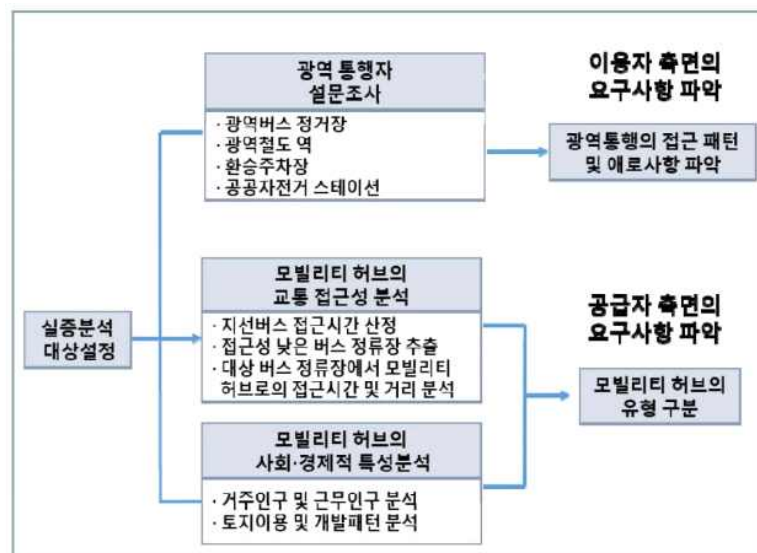 광역 통행자
설문조사
· 광역버스 정거장
· 광역철도 역
· 환승주차장
· 공공자전거 스테이션
이용자 측면의
요구사항 파악
광역통행의 접근 패턴
및 애로사항 파악
실증분석
대상설정
모빌리티 허브의
교통 접근성 분석
· 지선버스 접근시간 산정
· 접근성 낮은 버스 정류장 추출
· 대상 버스 정류장에서 모빌리티
허브로의 접근시간 및 거리 분석
공급자 측면의
요구사항 파악
모빌리티 허브의
유형 구분
모빌리티 허브의
사회·경제적 특성분석
· 거주인구 및 근무인구 분석
· 토지이용 및 개발패턴 분석